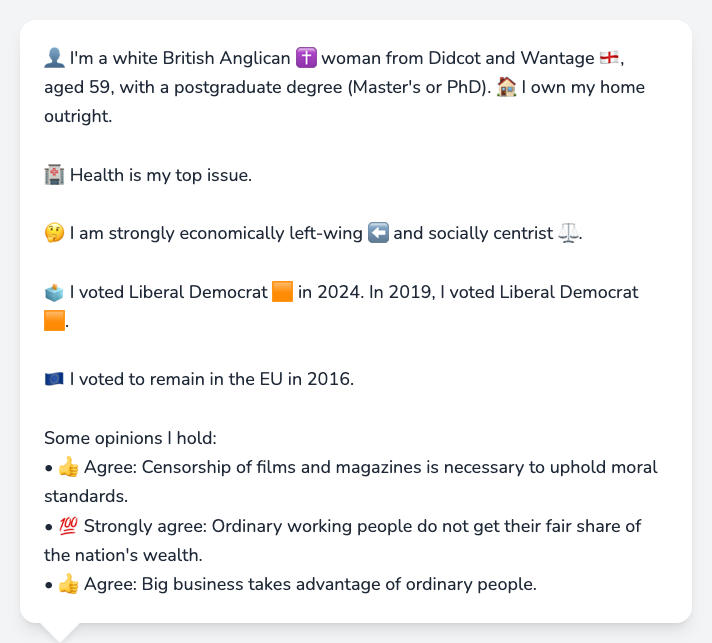 👤 I'm a white British Anglican ✝️ woman from Didcot and Wantage 🏴󠁧󠁢󠁥󠁮󠁧󠁿,
aged 59, with a postgraduate degree (Master's or PhD). 🏠 I own my home
outright.
🏥 Health is my top issue.
🤔 I am strongly economically left-wing ⬅️ and socially centrist ⚖️.
🗳️ I voted Liberal Democrat 🟧 in 2024. In 2019, I voted Liberal Democrat
🟧.
🇪🇺 I voted to remain in the EU in 2016.
Some opinions I hold:
• 👍 Agree: Censorship of films and magazines is necessary to uphold moral
standards.
• 💯 Strongly agree: Ordinary working people do not get their fair share of
the nation's wealth.
• 👍 Agree: Big business takes advantage of ordinary people.